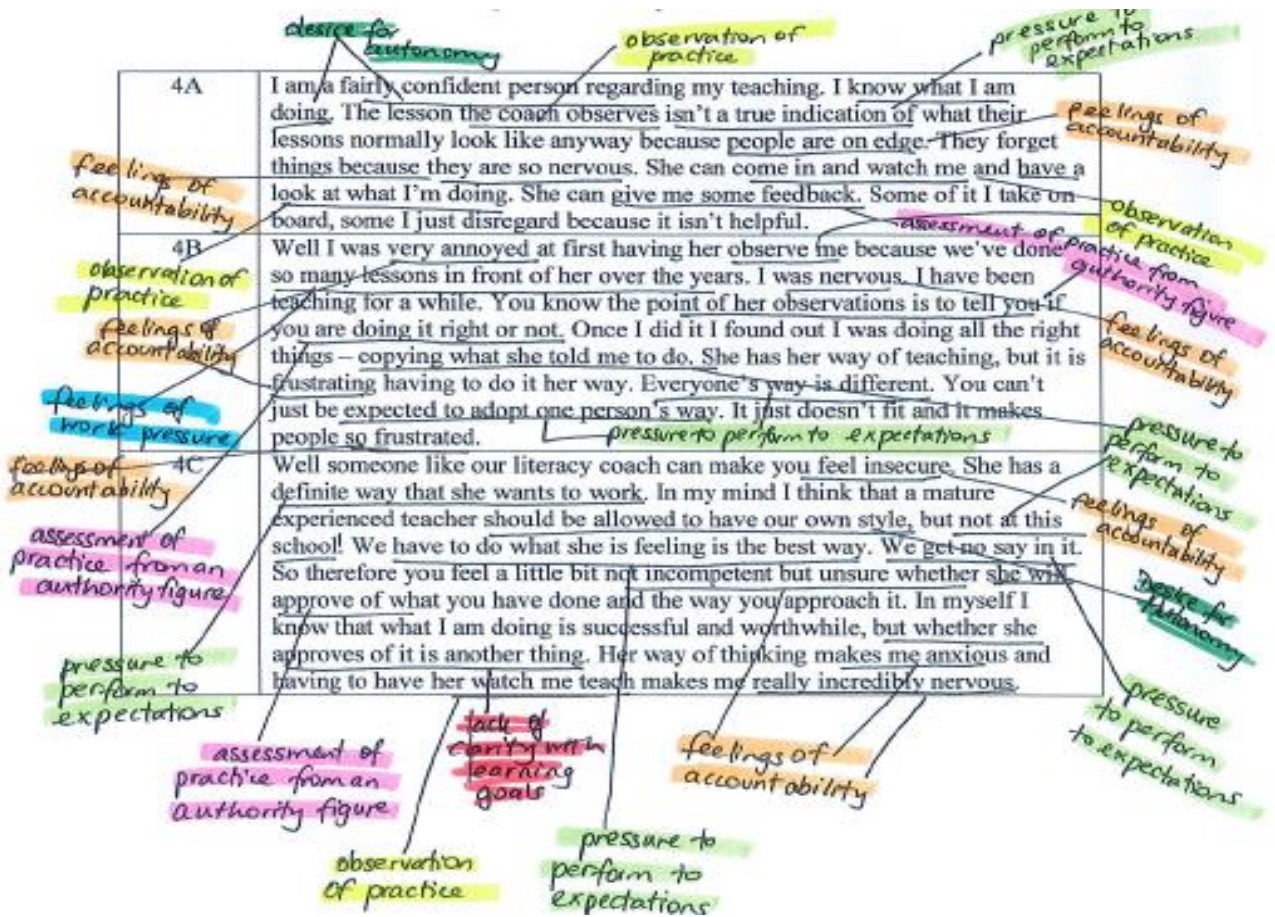 desire for
autonomy
observation of
practice
pressure to
perform to
expectations
4A
I am a fairly confident person regarding my teaching. I know what I am
doing. The lesson the coach observes isn't a true indication of what their
lessons normally look like anyway because people are on edge. They forget
things because they are so nervous. She can come in and watch me and have a
look at what I'm doing. She can give me some feedback. Some of it I take on
board, some I just disregard because it isn't helpful.
feelings of
accountability
feelings of
accountability
observation
of practice
4B
Well I was very annoyed at first having her observe me because we've done
so many lessons in front of her over the years. I was nervous. I have been
teaching for a while. You know the point of her observations is to tell you if
you are doing it right or not. Once I did it I found out I was doing all the right
things – copying what she told me to do. She has her way of teaching, but it is
frustrating having to do it her way. Everyone's way is different. You can't
just be expected to adopt one person's way. It just doesn't fit and it makes
people so frustrated.
pressure to perform to expectations
observation of
practice
feelings of
accountability
feelings of
work pressure
assessment of practice from
authority figure
feelings of
accountability
pressure to
perform to
expectations
4C
Well someone like our literacy coach can make you feel insecure. She has a
definite way that she wants to work. In my mind I think that a mature
experienced teacher should be allowed to have our own style, but not at this
school! We have to do what she is feeling is the best way. We get no say in it.
So therefore you feel a little bit not incompetent but unsure whether she will
approve of what you have done and the way you approach it. In myself I
know that what I am doing is successful and worthwhile, but whether she
approves of it is another thing. Her way of thinking makes me anxious and
having to have her watch me teach makes me really incredibly nervous.
feelings of
accountability
assessment of
practice from an
authority figure
pressure to
perform to
expectations
feelings of
accountability
Desire for
Autonomy
pressure
to perform
to expectations
assessment of
practice from an
authority figure
lack of
clarity with
learning
goals
feelings of
accountability
observation
of practice
pressure to
perform to
expectations